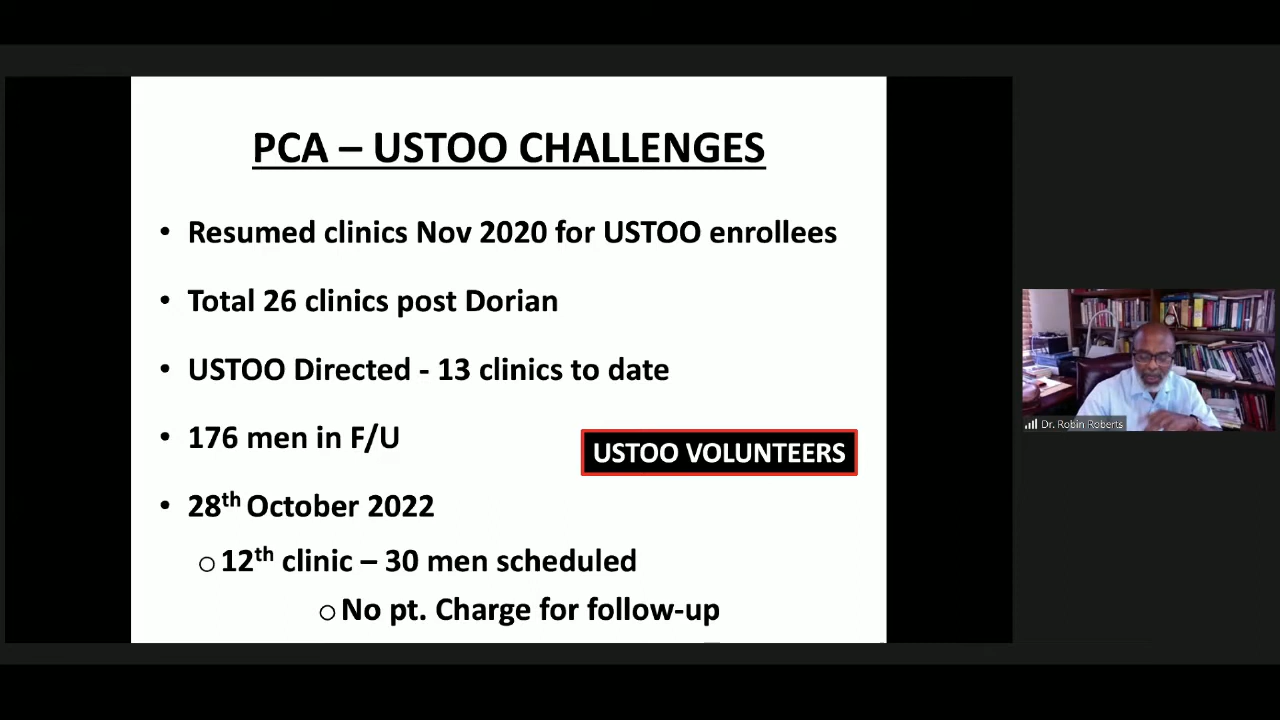 PCA – USTOO CHALLENGES
• Resumed clinics Nov 2020 for USTOO enrollees
• Total 26 clinics post Dorian
• USTOO Directed - 13 clinics to date
• 176 men in F/U
USTOO VOLUNTEERS
• 28th October 2022
○ 12th clinic – 30 men scheduled
○ No pt. Charge for follow-up
Dr. Robin Roberts